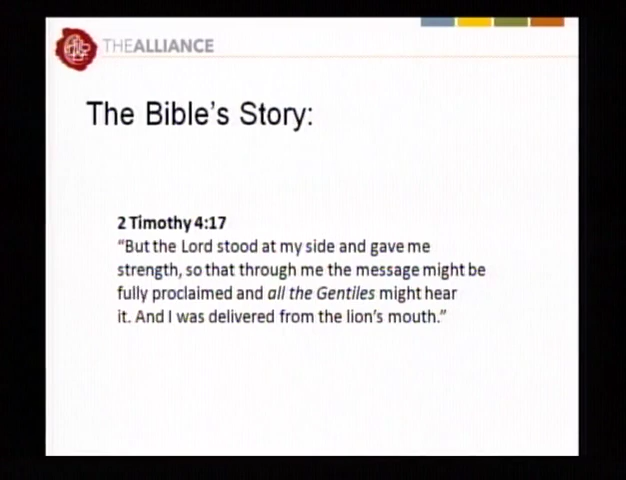 THEALLIANCE
The Bible's Story:
2 Timothy 4:17
“But the Lord stood at my side and gave me
strength, so that through me the message might be
fully proclaimed and all the Gentiles might hear
it. And I was delivered from the lion's mouth.”